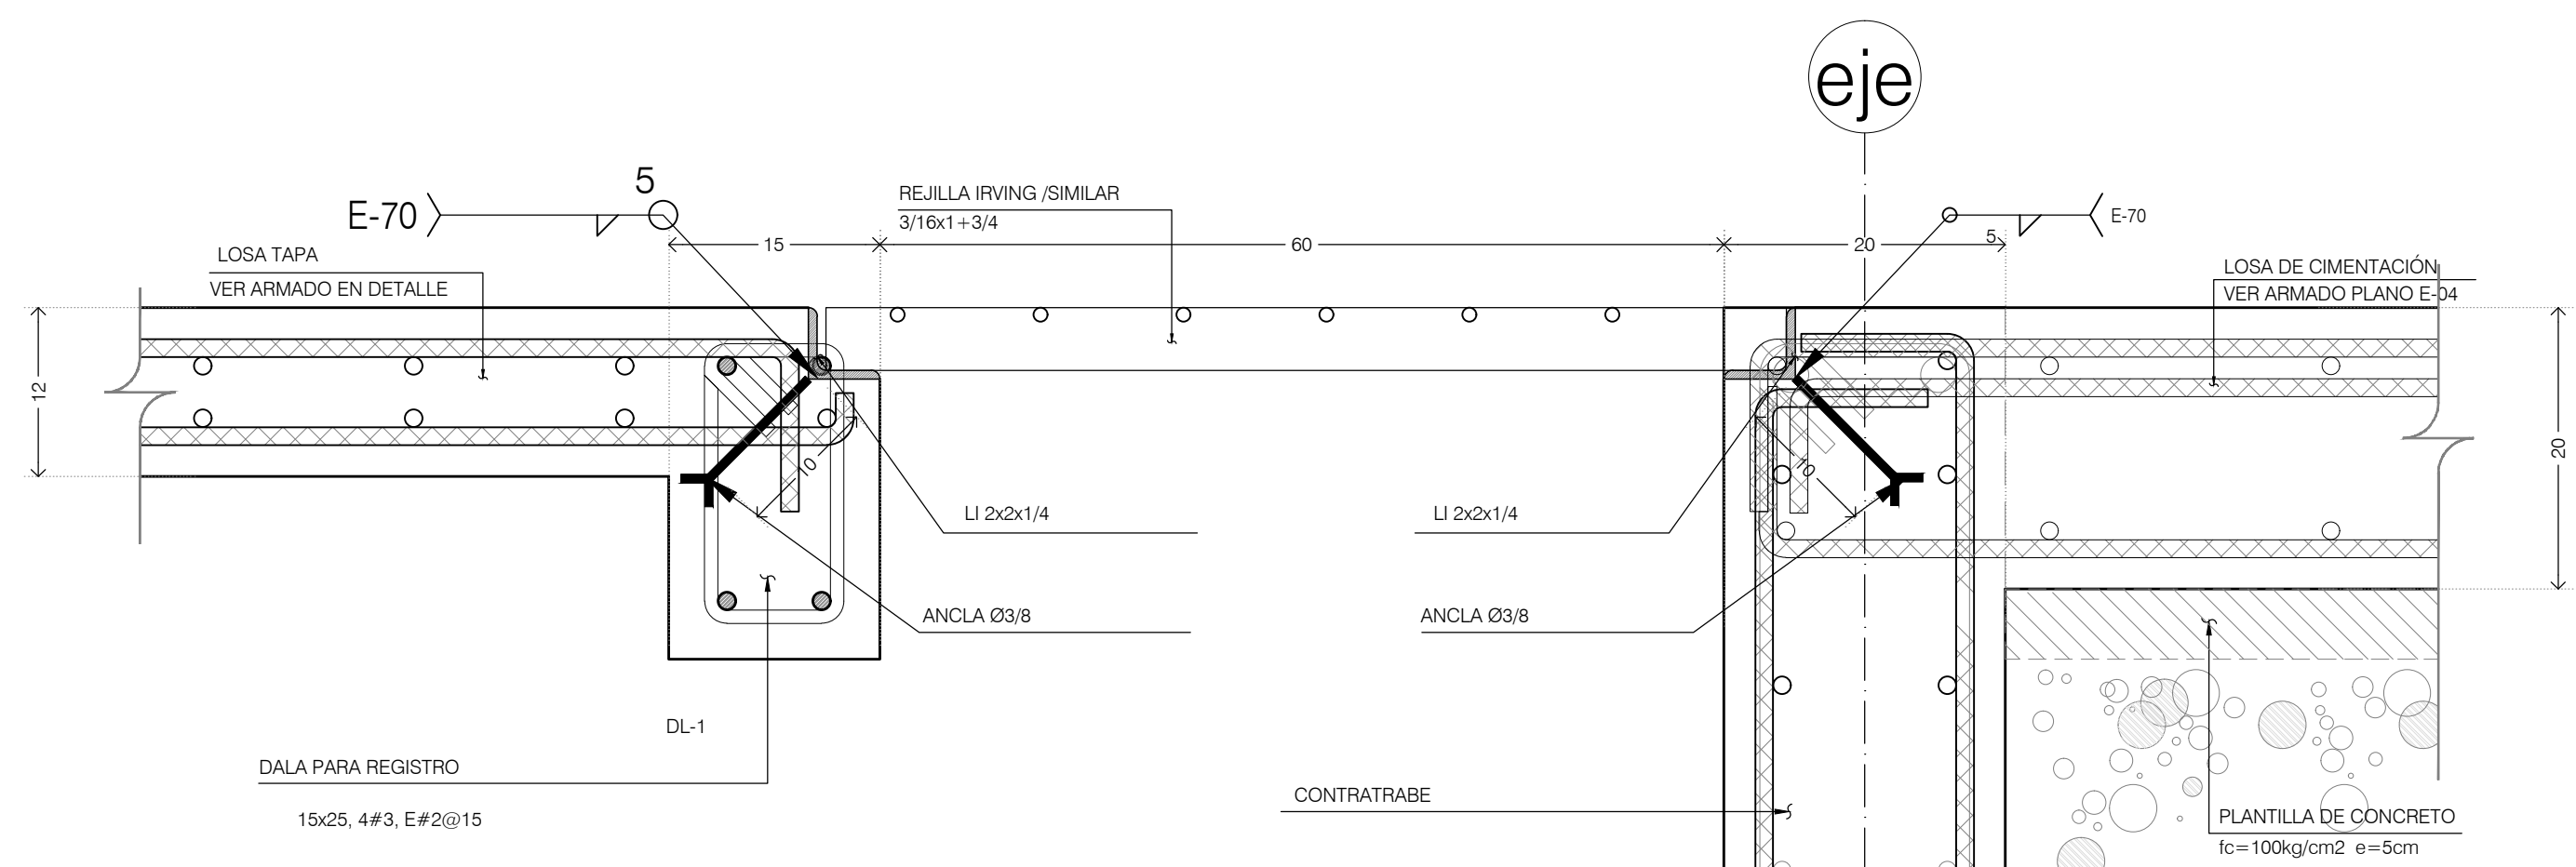 eje
5
E-70
REJILLA IRVING /SIMILAR
3/16x1+3/4
E-70
15
60
20
5
LOSA TAPA
VER ARMADO EN DETALLE
LOSA DE CIMENTACIÓN
VER ARMADO PLANO E-04
12
20
10
10
LI 2x2x1/4
LI 2x2x1/4
ANCLA Ø3/8
ANCLA Ø3/8
DL-1
DALA PARA REGISTRO
15x25, 4#3, E#2@15
CONTRATRABE
PLANTILLA DE CONCRETO
fc=100kg/cm2 e=5cm